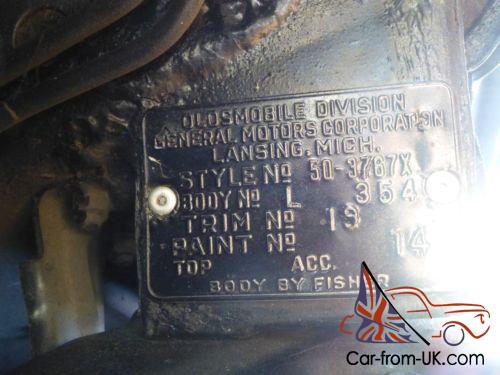 OLDSMOBILE DIVISION
GENERAL MOTORS CORPORATION
LANSING, MICH.
STYLE No 50-3767X
BODY No L 354
TRIM No 19
PAINT No 14
TOP ACC.
BODY BY FISHER
Car-from-UK.com